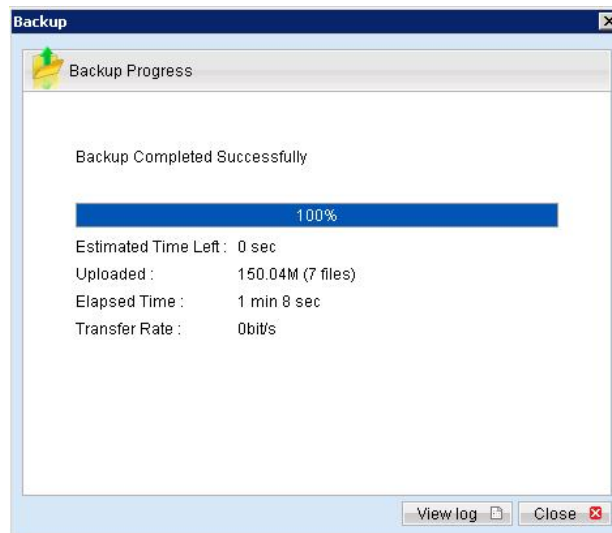 Backup
Backup Progress
Backup Completed Successfully
100%
Estimated Time Left : 0 sec
Uploaded : 150.04M (7 files)
Elapsed Time : 1 min 8 sec
Transfer Rate : 0bit/s
View log Close